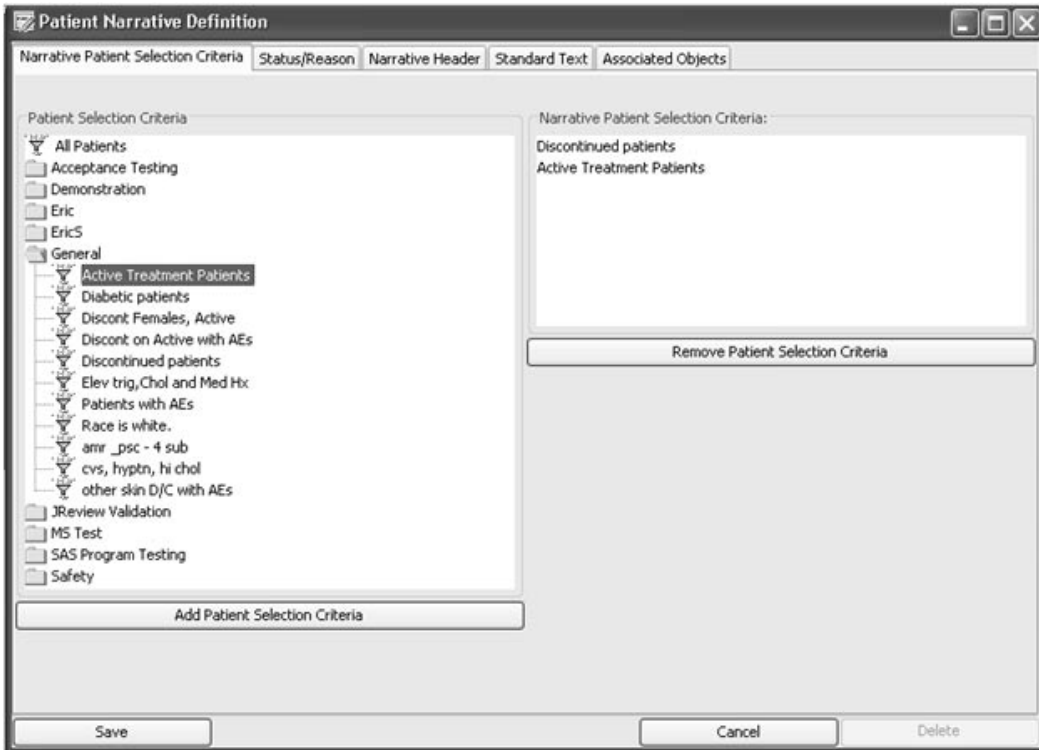 Patient Narrative Definition
Narrative Patient Selection Criteria Status/Reason Narrative Header Standard Text Associated Objects
Patient Selection Criteria
All Patients
Acceptance Testing
Demonstration
Eric
EricS
General
Active Treatment Patients
Diabetic patients
Discont Females, Active
Discont on Active with AEs
Discontinued patients
Elev trig,Chol and Med Hx
Patients with AEs
Race is white.
amr _psc - 4 sub
cvs, hyptn, hi chol
other skin D/C with AEs
JReview Validation
MS Test
SAS Program Testing
Safety
Add Patient Selection Criteria
Narrative Patient Selection Criteria:
Discontinued patients
Active Treatment Patients
Remove Patient Selection Criteria
Save Cancel Delete